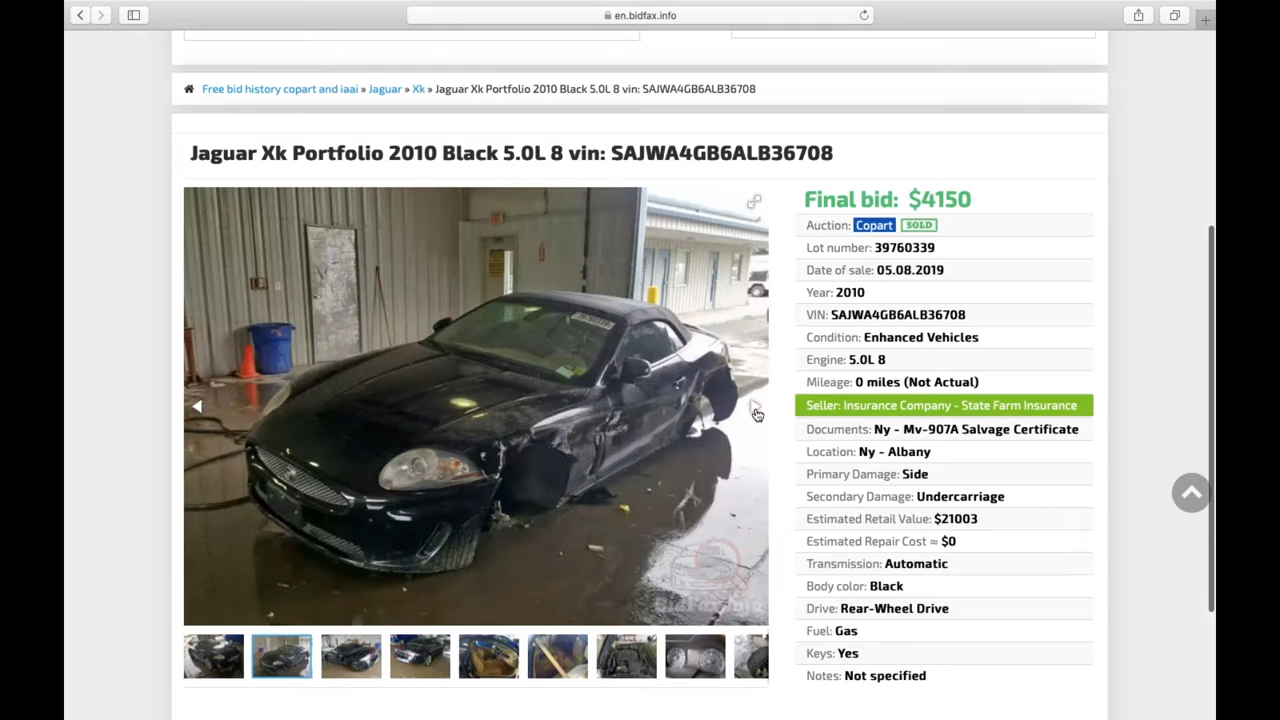 en.bidfax.info
Free bid history copart and iaai » Jaguar » Xk » Jaguar Xk Portfolio 2010 Black 5.0L 8 vin: SAJWA4GB6ALB36708
Jaguar Xk Portfolio 2010 Black 5.0L 8 vin: SAJWA4GB6ALB36708
Final bid: $4150
Auction: Copart SOLD
Lot number: 39760339
Date of sale: 05.08.2019
Year: 2010
VIN: SAJWA4GB6ALB36708
Condition: Enhanced Vehicles
Engine: 5.0L 8
Mileage: 0 miles (Not Actual)
Seller: Insurance Company - State Farm Insurance
Documents: Ny - Mv-907A Salvage Certificate
Location: Ny - Albany
Primary Damage: Side
Secondary Damage: Undercarriage
Estimated Retail Value: $21003
Estimated Repair Cost ≈ $0
Transmission: Automatic
Body color: Black
Drive: Rear-Wheel Drive
Fuel: Gas
Keys: Yes
Notes: Not specified